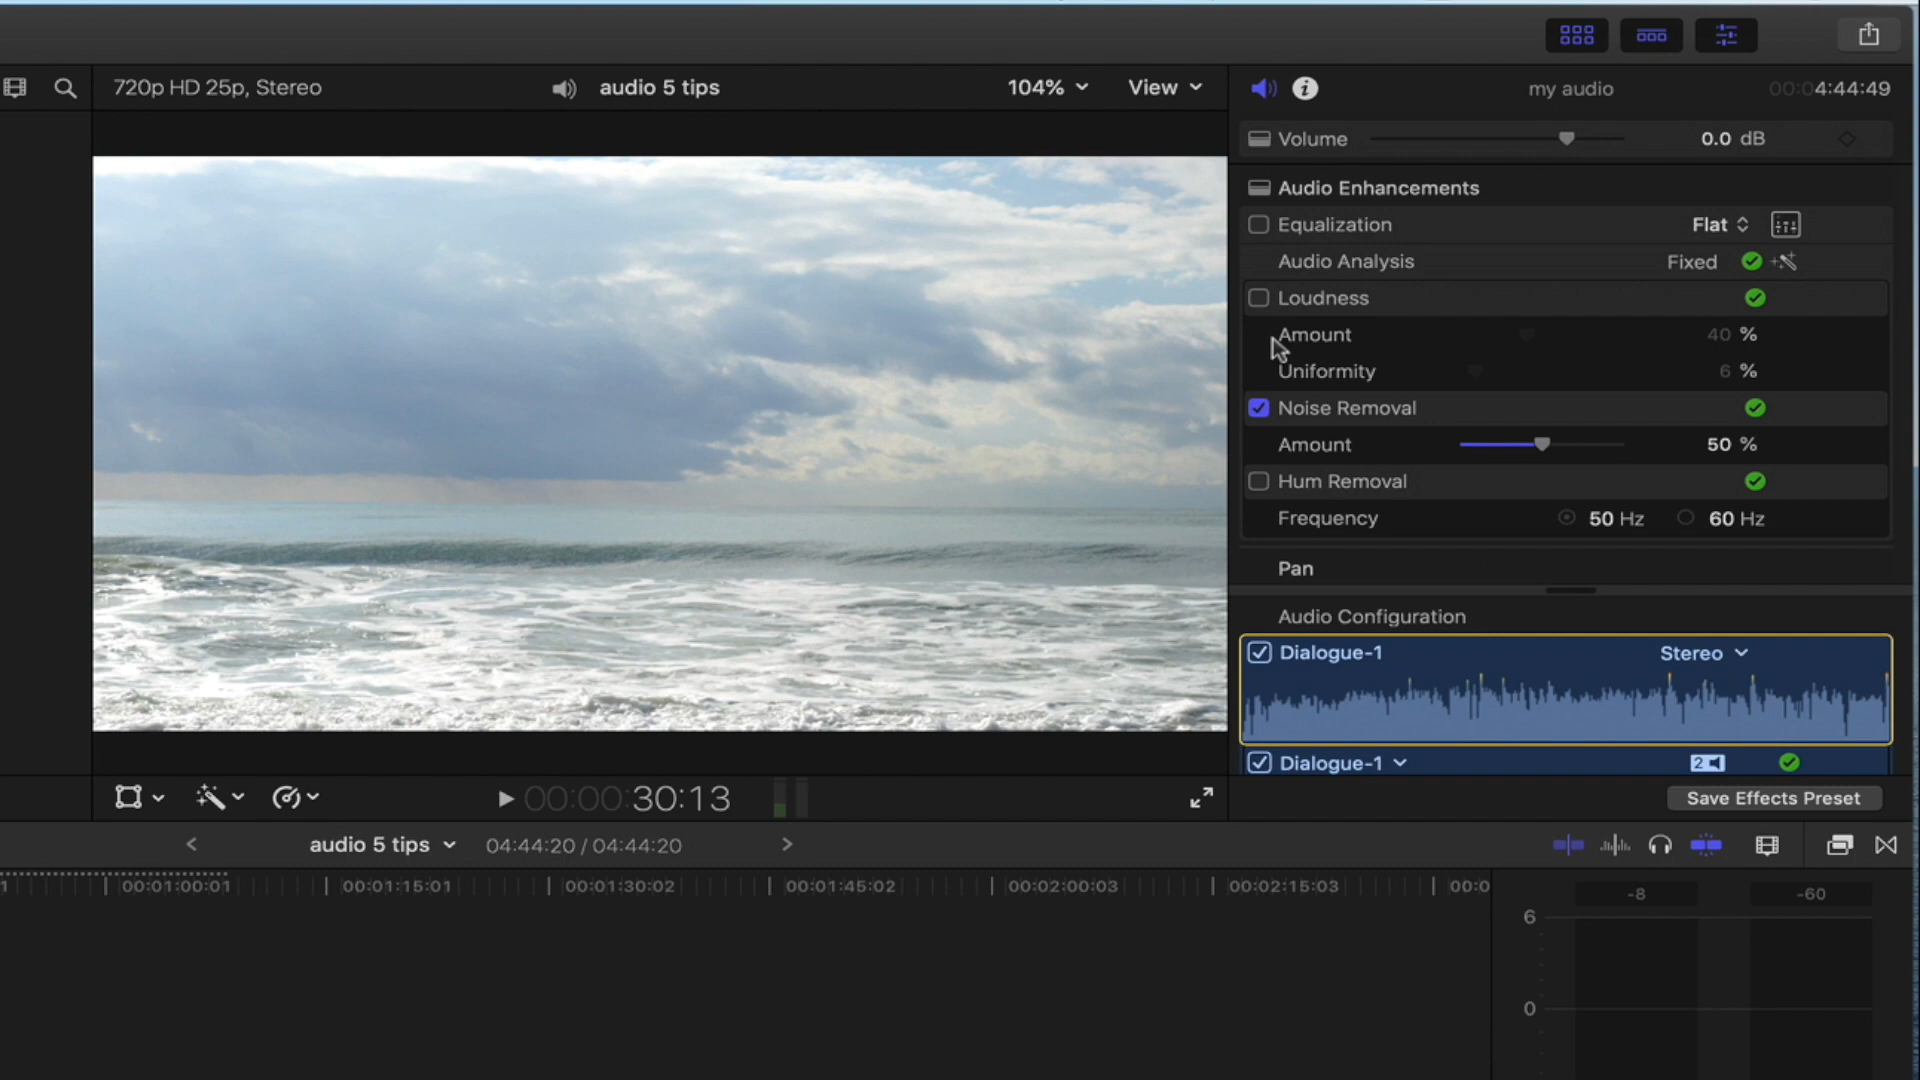 720p HD 25p, Stereo
audio 5 tips
104%
View
my audio
00:04:44:49
Volume
0.0 dB
Audio Enhancements
Equalization
Flat
Audio Analysis
Fixed
Loudness
Amount
40 %
Uniformity
6 %
Noise Removal
Amount
50 %
Hum Removal
Frequency
50 Hz
60 Hz
Pan
Audio Configuration
Dialogue-1
Stereo
Dialogue-1
2
00:00:30:13
Save Effects Preset
audio 5 tips
04:44:20 / 04:44:20
1
00:01:00:01
00:01:15:01
00:01:30:02
00:01:45:02
00:02:00:03
00:02:15:03
00:0
-8
-60
6
0